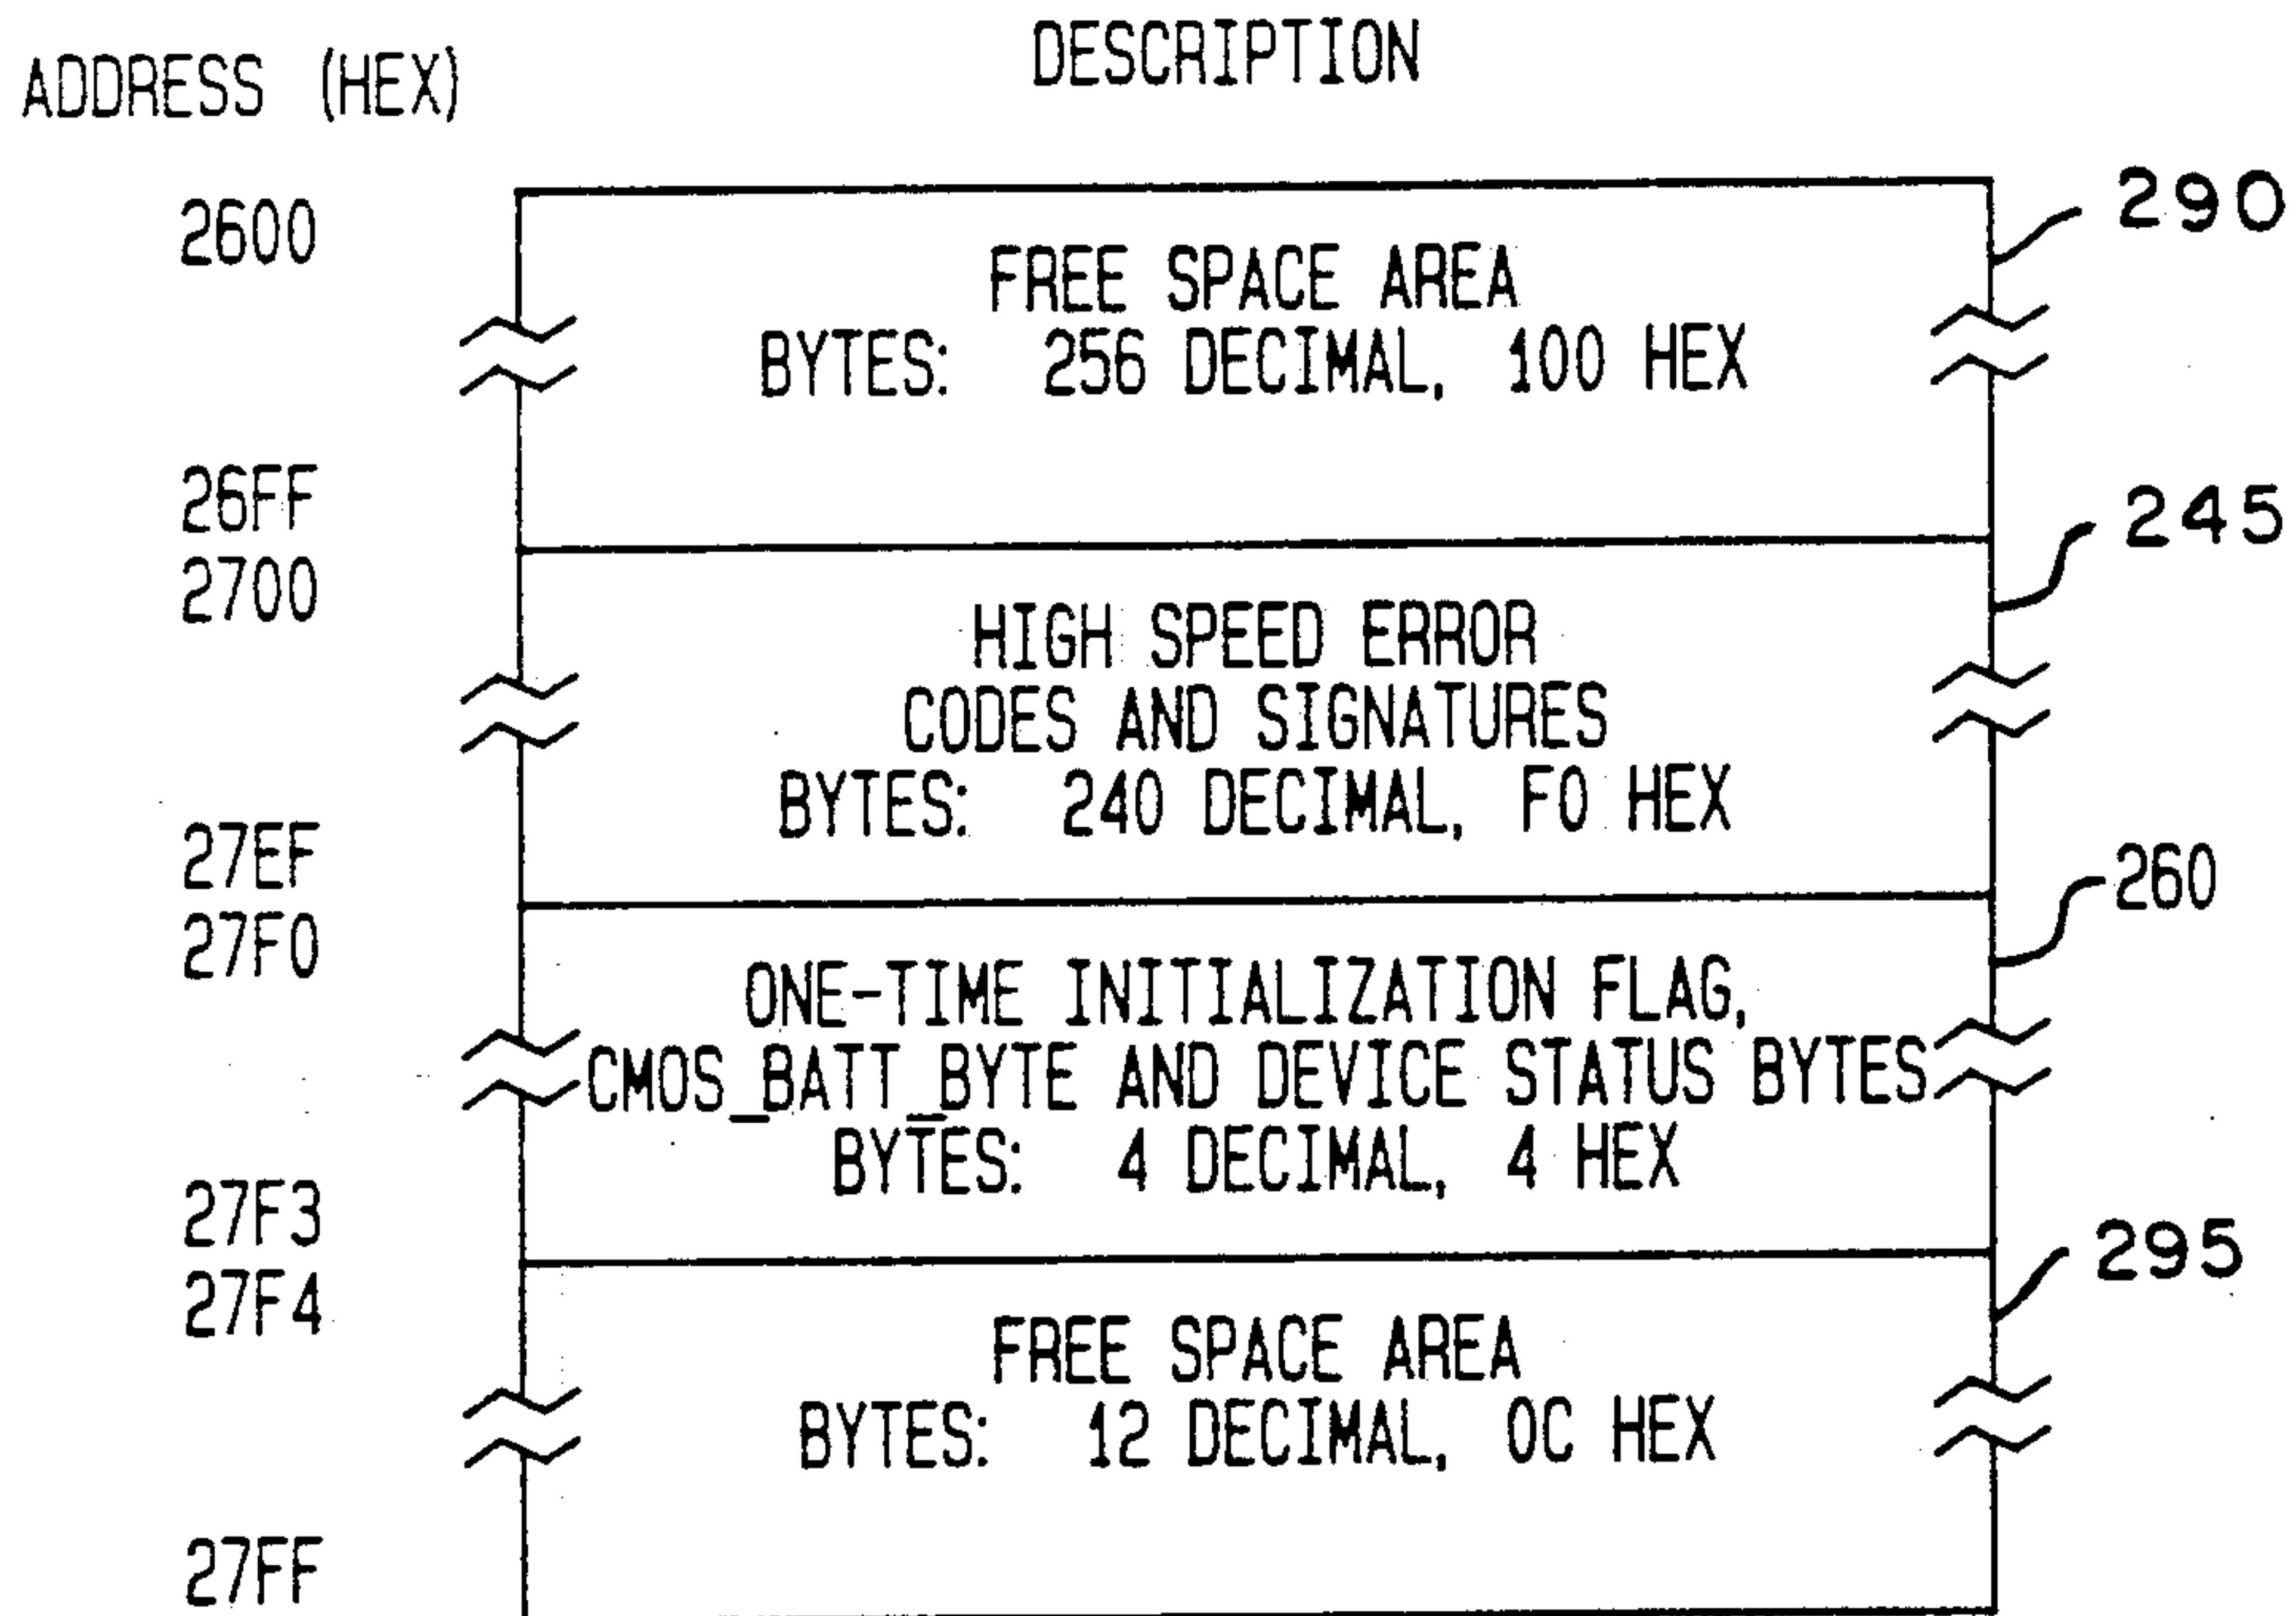 DESCRIPTION
ADDRESS (HEX)
2600
290
FREE SPACE AREA
BYTES: 256 DECIMAL, 100 HEX
26FF
245
2700
HIGH SPEED ERROR
CODES AND SIGNATURES
BYTES: 240 DECIMAL, F0 HEX
27EF
260
27F0
ONE-TIME INITIALIZATION FLAG,
CMOS_BATT_BYTE AND DEVICE STATUS BYTES
BYTES: 4 DECIMAL, 4 HEX
27F3
295
27F4
FREE SPACE AREA
BYTES: 12 DECIMAL, 0C HEX
27FF